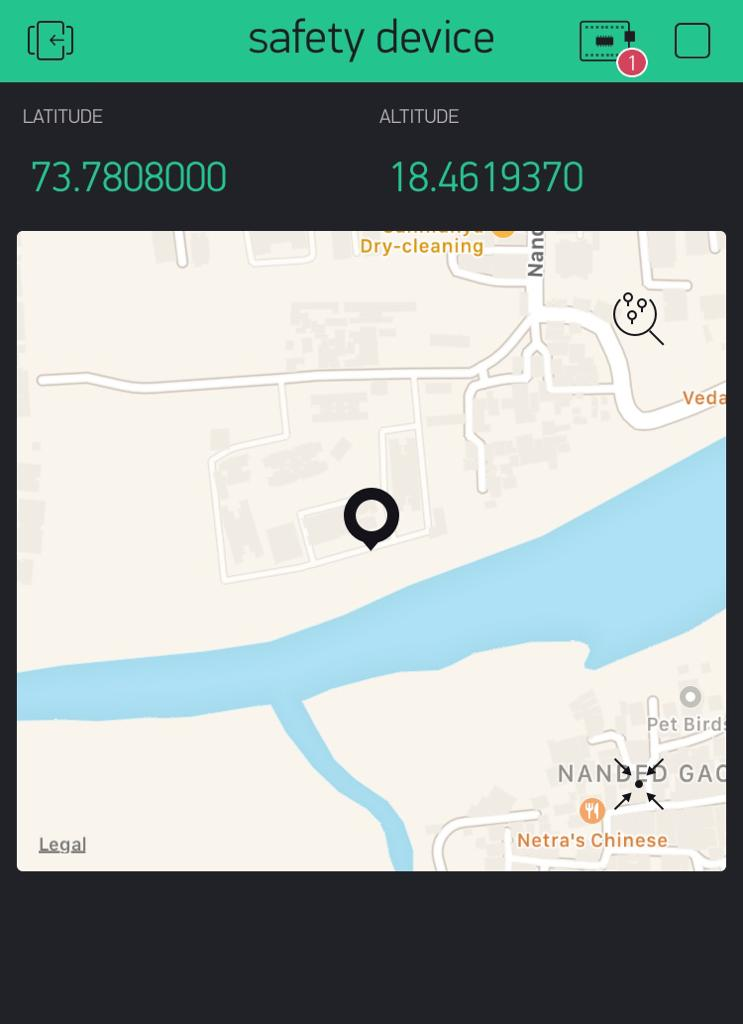 safety device
1
LATITUDE
ALTITUDE
73.7808000
18.4619370
Dry-cleaning
Nand
Veda
Pet Birds
NANDED GAO
Netra's Chinese
Legal